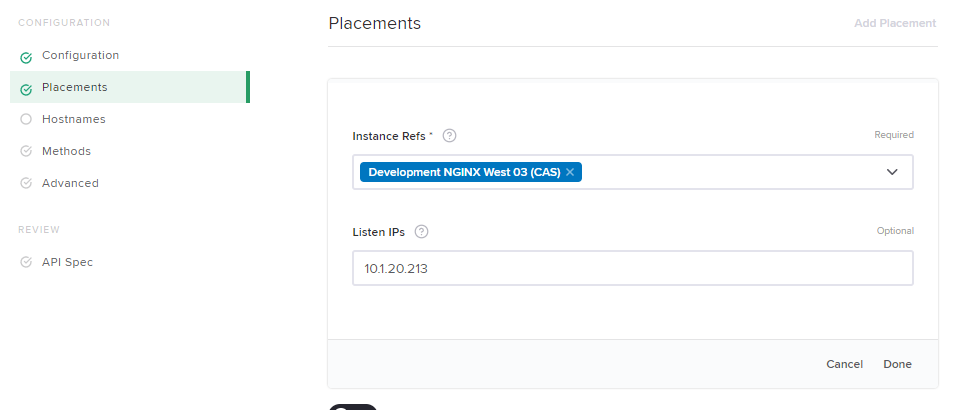 CONFIGURATION
Configuration
Placements
Hostnames
Methods
Advanced
REVIEW
API Spec
Placements
Add Placement
Instance Refs *
Required
Development NGINX West 03 (CAS)
Listen IPs
Optional
10.1.20.213
Cancel Done